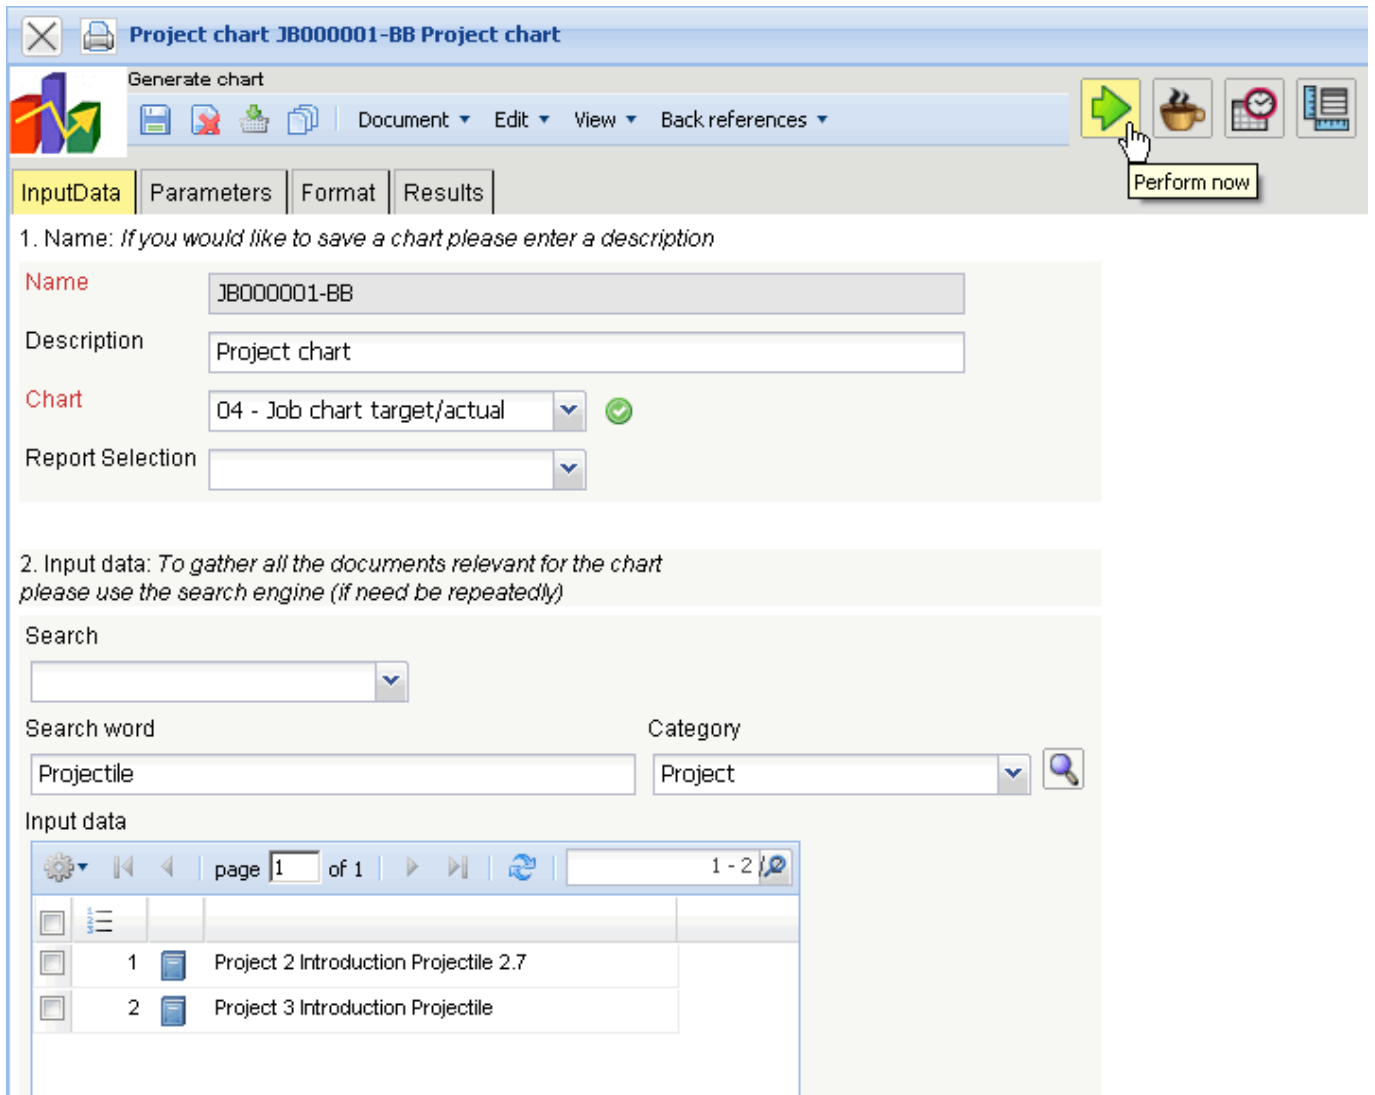 Project chart JB000001-BB Project chart
Generate chart
Document Edit View Back references
Perform now
InputData Parameters Format Results
1. Name: If you would like to save a chart please enter a description
Name JB000001-BB
Description Project chart
Chart 04 - Job chart target/actual
Report Selection
2. Input data: To gather all the documents relevant for the chart
please use the search engine (if need be repeatedly)
Search
Search word Category
Projectile Project
Input data
page 1 of 1 1 - 2 /
1 Project 2 Introduction Projectile 2.7
2 Project 3 Introduction Projectile